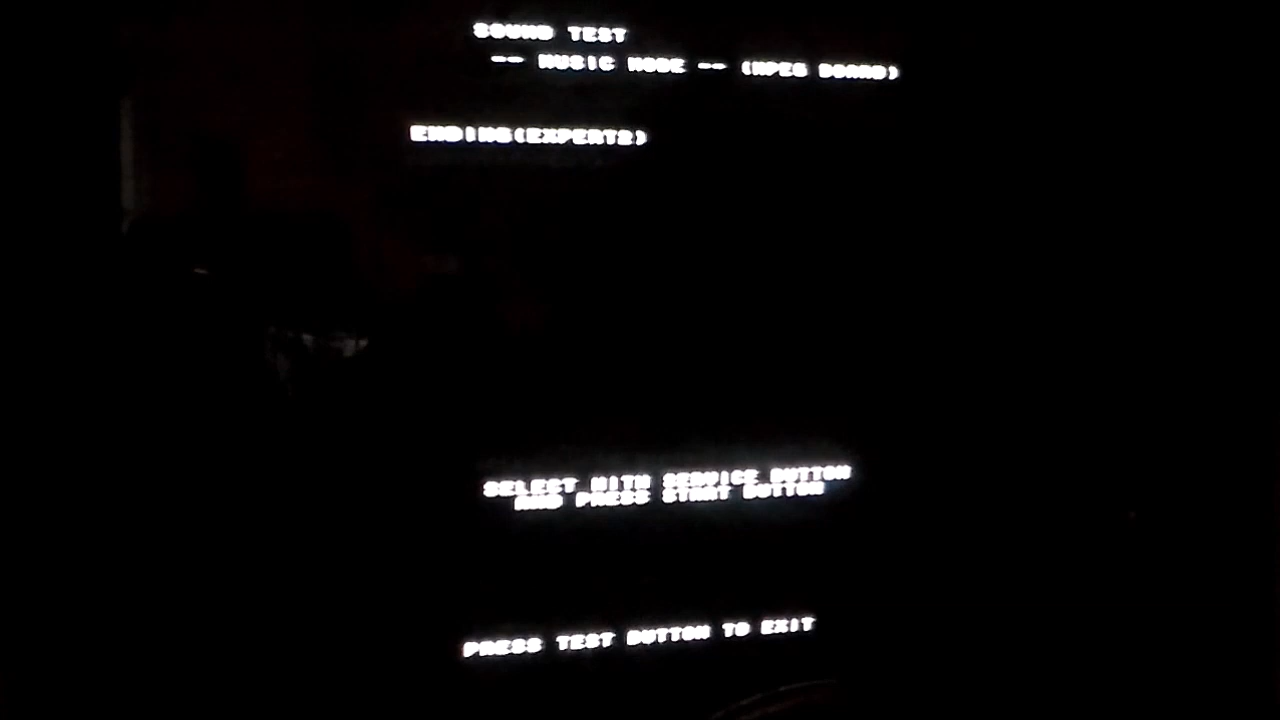 SOUND TEST
-- MUSIC MODE -- (MPEG BOARD)
ENDING(EXPERT2)
SELECT WITH SERVICE BUTTON
AND PRESS START BUTTON
PRESS TEST BUTTON TO EXIT